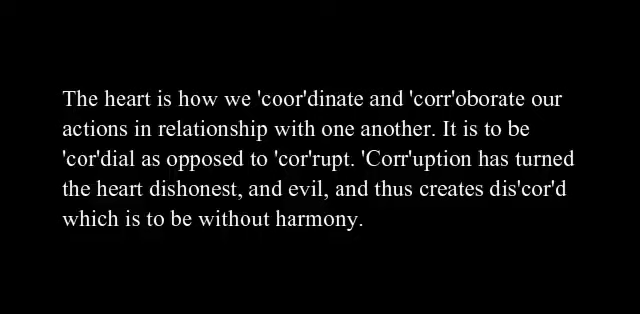 The heart is how we 'coor'dinate and 'corr'oborate our
actions in relationship with one another. It is to be
'cor'dial as opposed to 'cor'rupt. 'Corr'uption has turned
the heart dishonest, and evil, and thus creates dis'cor'd
which is to be without harmony.